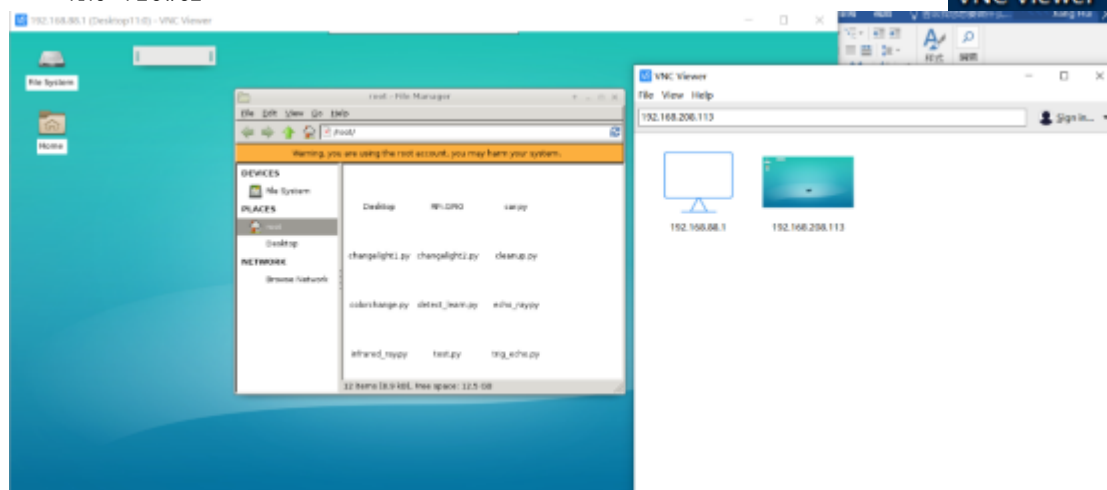 VNC Viewer
192.168.88.1 (Desktop11:0) - VNC Viewer
File System
Home
root - File Manager
File Edit View Go Help
/root/
Warning, you are using the root account, you may harm your system.
DEVICES
File System
PLACES
root
Desktop
NETWORK
Browse Network
Desktop RPi.GPIO car.py
changelight1.py changelight2.py cleanup.py
colorchange.py detect_learn.py echo_ray.py
infrared_ray.py test.py trig_echo.py
12 items (8.9 kB), Free space: 12.5 GB
样式 编辑
VNC Viewer
File View Help
192.168.208.113
Sign in...
192.168.88.1 192.168.208.113